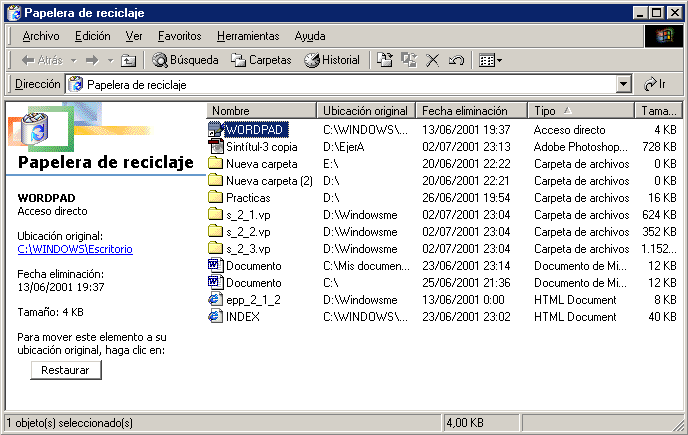 Papelera de reciclaje
Archivo Edición Ver Favoritos Herramientas Ayuda
Atrás Búsqueda Carpetas Historial
Dirección Papelera de reciclaje Ir
Nombre Ubicación original Fecha eliminación Tipo Tama...
WORDPAD C:\WINDOWS\... 13/06/2001 19:37 Acceso directo 4 KB
Sintítul-3 copia D:\EjerA 02/07/2004 23:13 Adobe Photoshop... 728 KB
Nueva carpeta E:\ 20/06/2022 22:22 Carpeta de archivos 0 KB
Nueva carpeta (2) D:\ 20/06/2022 22:21 Carpeta de archivos 0 KB
Practicas D:\ 26/06/2001 19:54 Carpeta de archivos 16 KB
s_2_1.vp D:\Windowsme 02/07/2004 23:04 Carpeta de archivos 624 KB
s_2_2.vp D:\Windowsme 02/07/2004 23:04 Carpeta de archivos 352 KB
s_2_3.vp D:\Windowsme 02/07/2004 23:04 Carpeta de archivos 1.152...
Documento C:\Mis documen... 23/06/2001 23:14 Documento de Mi... 12 KB
Documento C:\ 25/06/2001 21:36 Documento de Mi... 12 KB
epp_2_1_2 D:\Windowsme 13/06/2001 0:00 HTML Document 8 KB
INDEX C:\WINDOWS\... 23/06/2001 23:02 HTML Document 40 KB
Papelera de reciclaje
WORDPAD
Acceso directo
Ubicación original:
C:\WINDOWS\Escritorio
Fecha eliminación:
13/06/2001 19:37
Tamaño: 4 KB
Para mover este elemento a su
ubicación original, haga clic en:
Restaurar
1 objeto(s) seleccionado(s) 4,00 KB